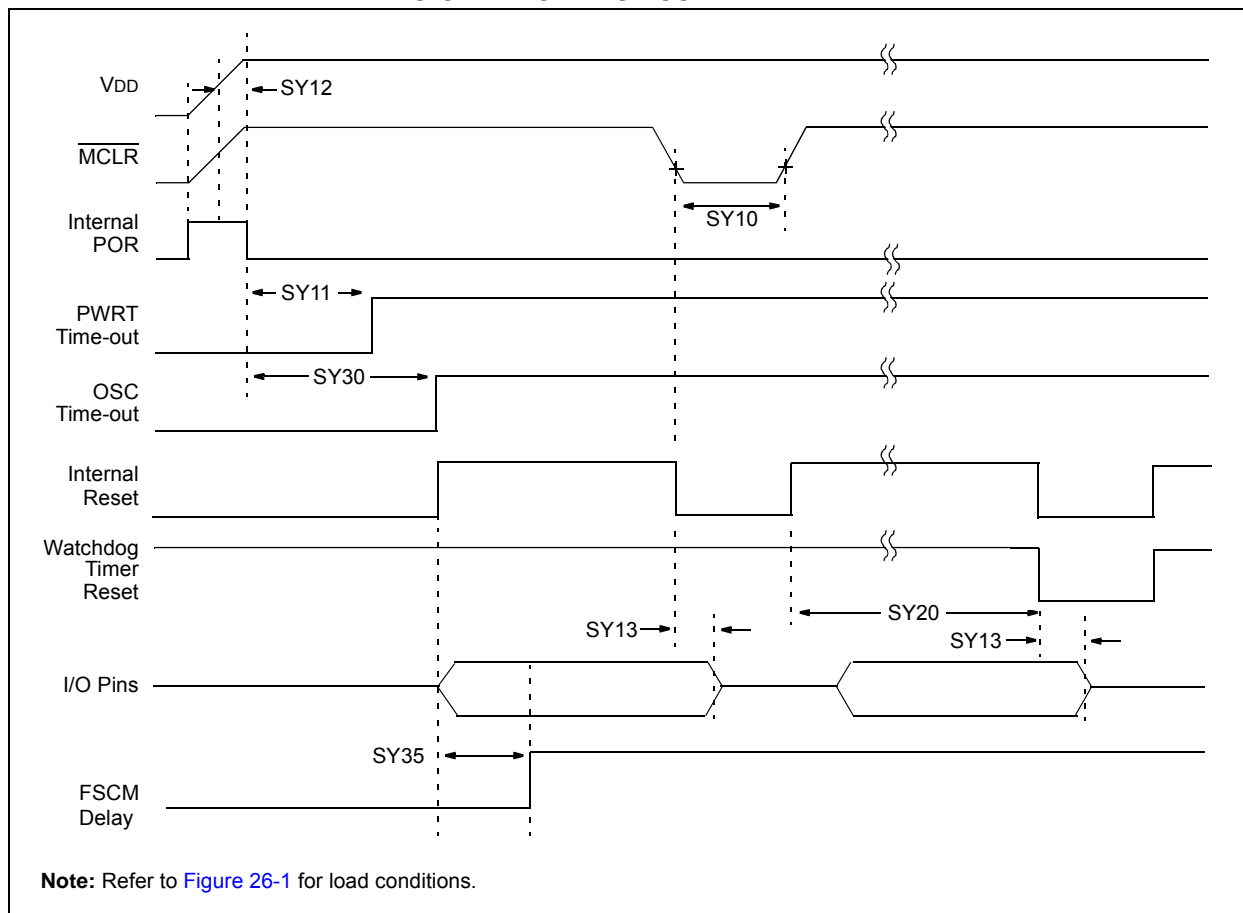 VDD
SY12
MCLR
SY10
Internal
POR
SY11
PWRT
Time-out
SY30
OSC
Time-out
Internal
Reset
Watchdog
Timer
Reset
SY20
SY13
SY13
I/O Pins
SY35
FSCM
Delay
Note: Refer to Figure 26-1 for load conditions.